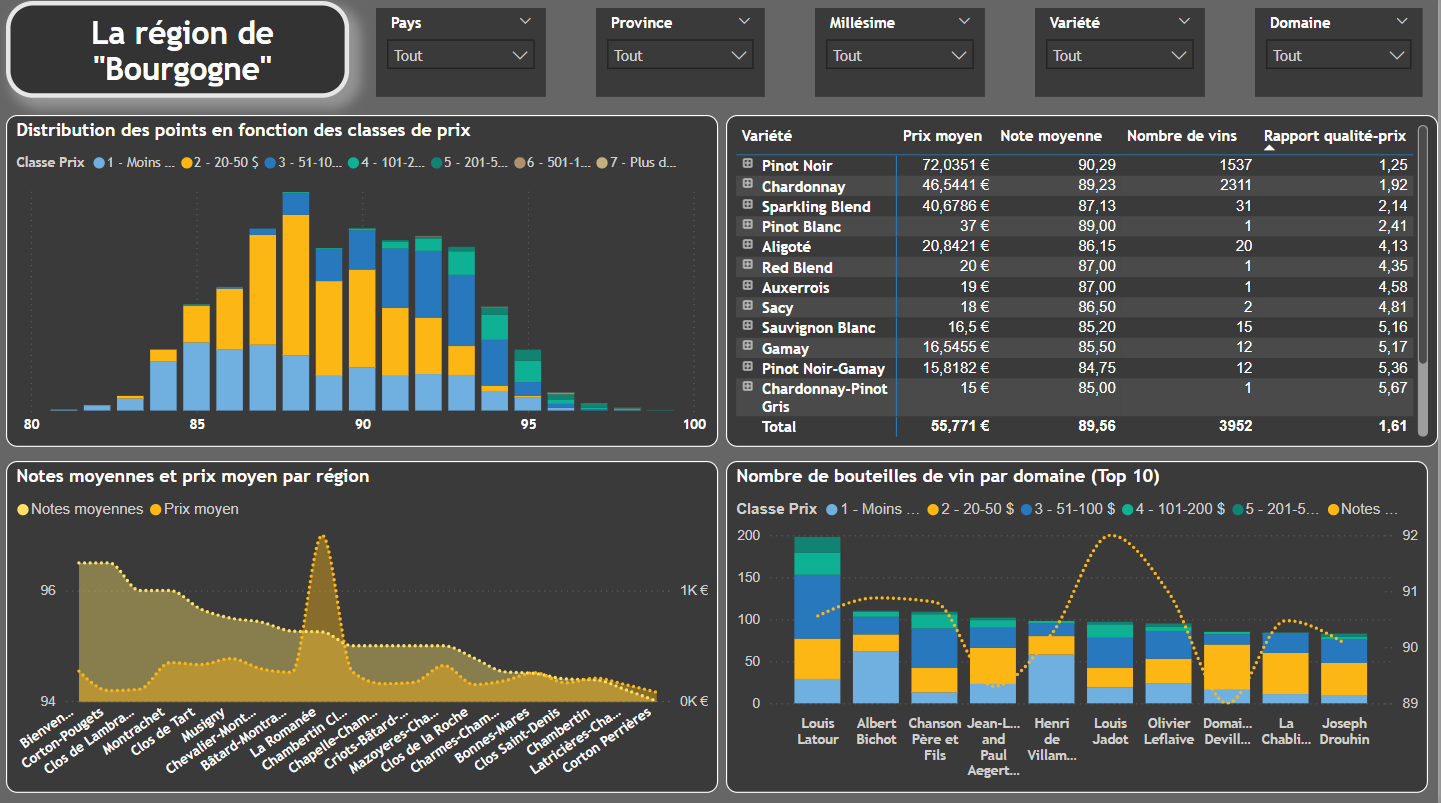 La région de
"Bourgogne"
Pays
Tout
Province
Tout
Millésime
Tout
Variété
Tout
Domaine
Tout
Distribution des points en fonction des classes de prix
Classe Prix 1 - Moins ... 2 - 20-50 $ 3 - 51-10... 4 - 101-2... 5 - 201-5... 6 - 501-1... 7 - Plus d...
80 85 90 95 100
Variété Prix moyen Note moyenne Nombre de vins Rapport qualité-prix
Pinot Noir 72,0351 € 90,29 1537 1,25
Chardonnay 46,5441 € 89,23 2311 1,92
Sparkling Blend 40,6786 € 87,13 31 2,14
Pinot Blanc 37 € 89,00 1 2,41
Aligoté 20,8421 € 86,15 20 4,13
Red Blend 20 € 87,00 1 4,35
Auxerrois 19 € 87,00 1 4,58
Sacy 18 € 86,50 2 4,81
Sauvignon Blanc 16,5 € 85,20 15 5,16
Gamay 16,5455 € 85,50 12 5,17
Pinot Noir-Gamay 15,8182 € 84,75 12 5,36
Chardonnay-Pinot 15 € 85,00 1 5,67
Gris
Total 55,771 € 89,56 3952 1,61
Notes moyennes et prix moyen par région
Notes moyennes Prix moyen
96 1K €
94 0K €
Bienven...
Corton-Pougets
Clos de Lambra...
Montrachet
Clos de Tart
Musigny
Chevalier-Mont...
Bâtard-Montra...
La Romanée
Chambertin Cl...
Chapelle-Cham...
Criots-Bâtard-...
Mazoyeres-Cha...
Clos de la Roche
Charmes-Cham...
Bonnes-Mares
Clos Saint-Denis
Chambertin
Latricières-Cha...
Corton Perrières
Nombre de bouteilles de vin par domaine (Top 10)
Classe Prix 1 - Moins ... 2 - 20-50 $ 3 - 51-100 $ 4 - 101-200 $ 5 - 201-5... Notes ...
200 92
150 91
100
90
50
0 89
Louis
Latour
Albert
Bichot
Chanson
Père et
Fils
Jean-L...
and
Paul
Aegert...
Henri
de
Villam...
Louis
Jadot
Olivier
Leflaive
Domai...
Devill...
La
Chabli...
Joseph
Drouhin